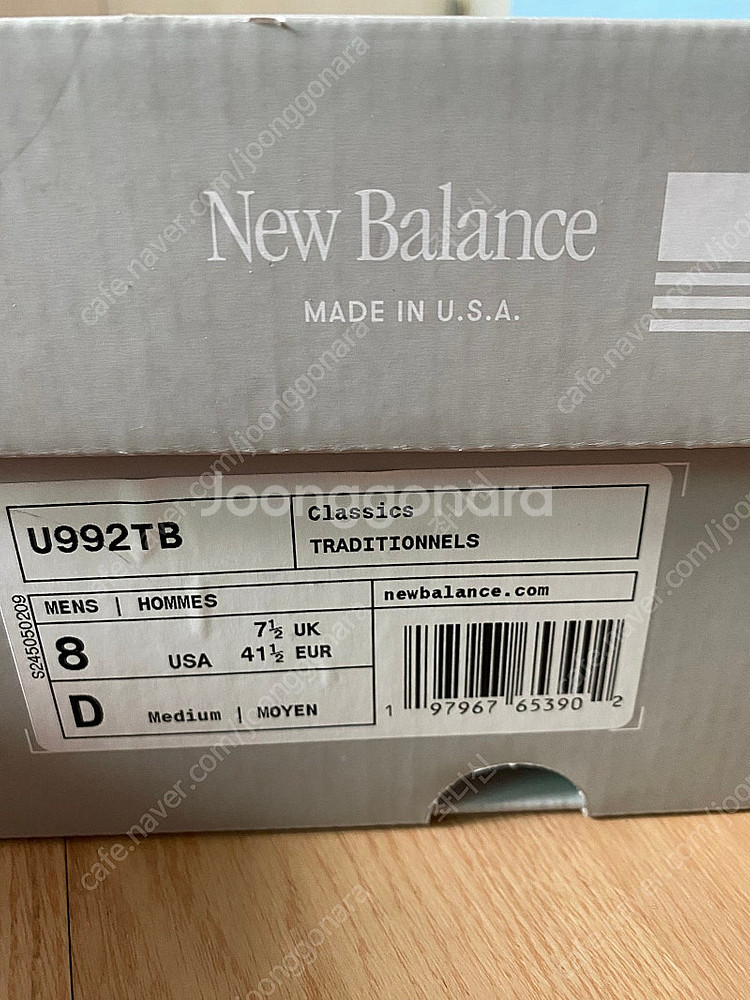 New Balance
MADE IN U.S.A.
Joonggonara
U992TB
Classics
TRADITIONNELS
MENS | HOMMES
newbalance.com
8 USA 7½ UK
41½ EUR
D Medium | MOYEN
1 97967 65390 2
S245050209
cafe.naver.com/joonggonara